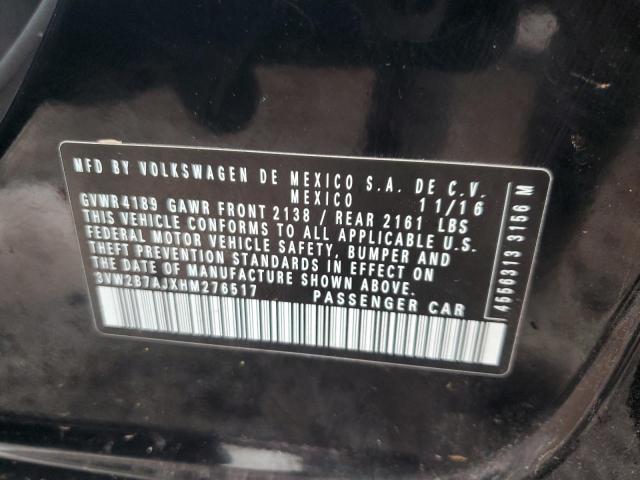 MFD BY VOLKSWAGEN DE MEXICO S.A. DE C.V.
MEXICO 11/16
GVWR4189 GAWR FRONT 2138 / REAR 2161 LBS
THIS VEHICLE CONFORMS TO ALL APPLICABLE U.S.
FEDERAL MOTOR VEHICLE SAFETY, BUMPER AND
THEFT PREVENTION STANDARDS IN EFFECT ON
THE DATE OF MANUFACTURE SHOWN ABOVE.
3VW2B7AJXHM276517 PASSENGER CAR
4556313 3156 M